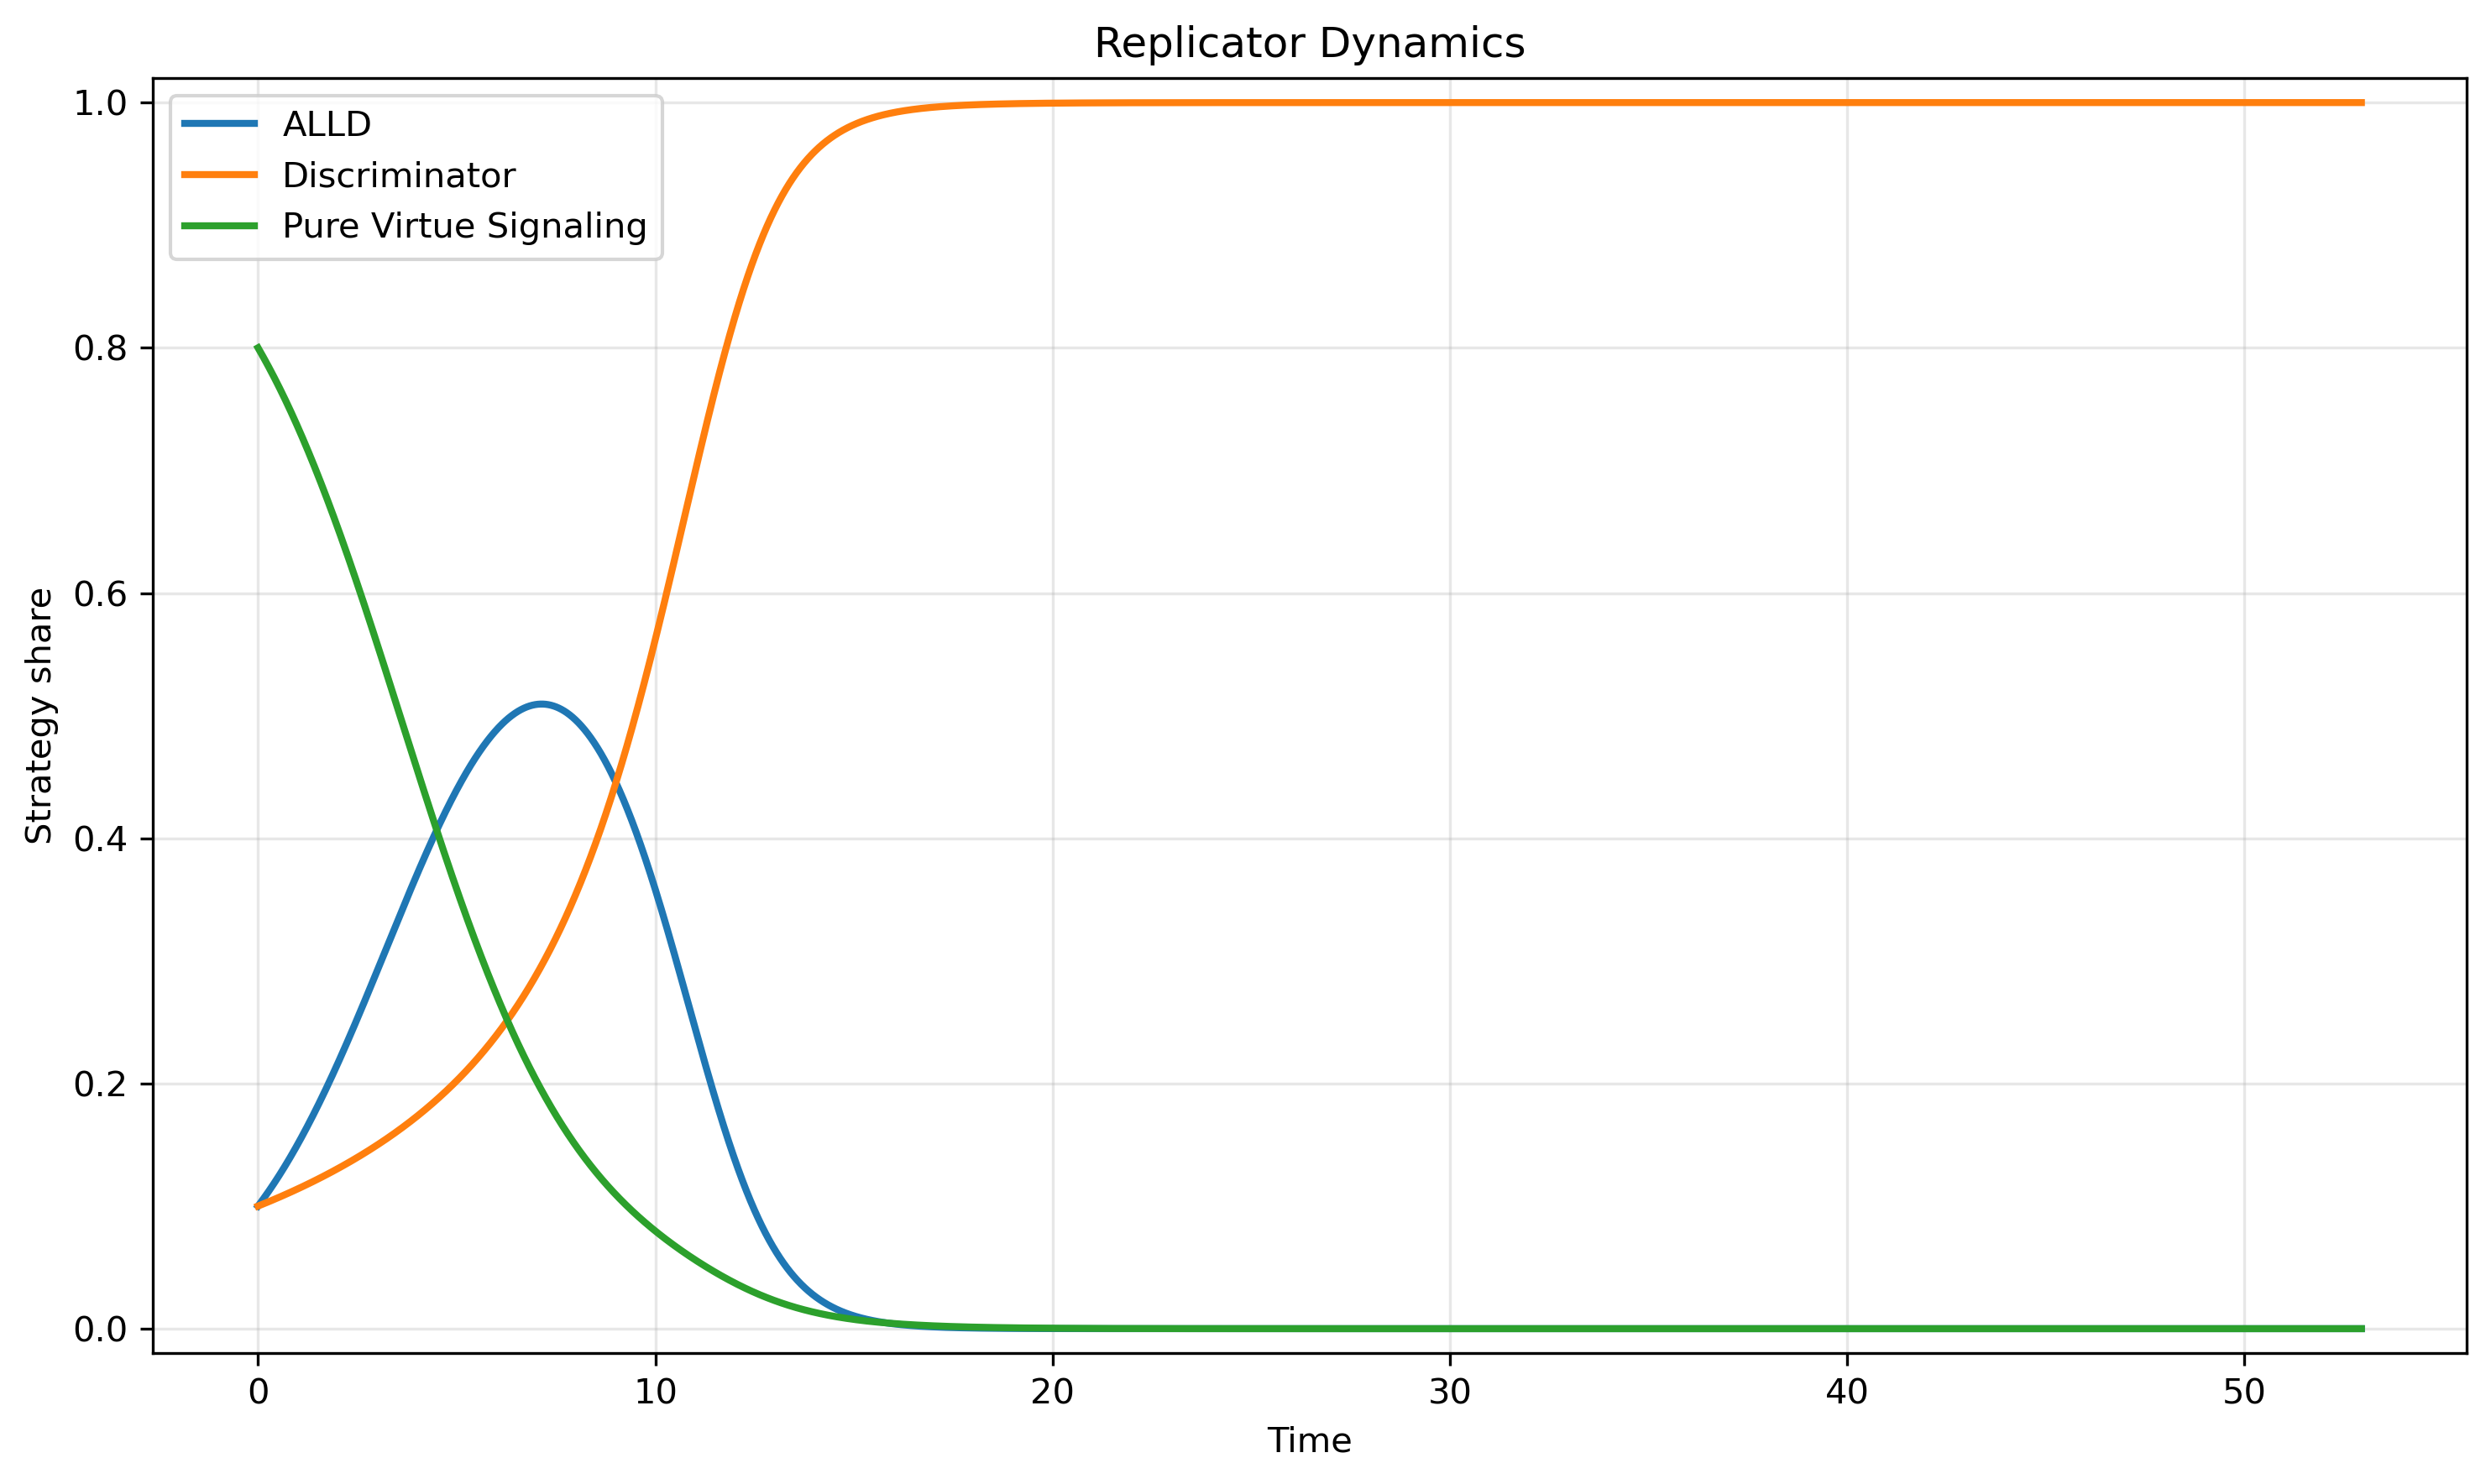 Replicator Dynamics
ALLD
Discriminator
Pure Virtue Signaling
Strategy share
1.0
0.8
0.6
0.4
0.2
0.0
0 10 20 30 40 50
Time